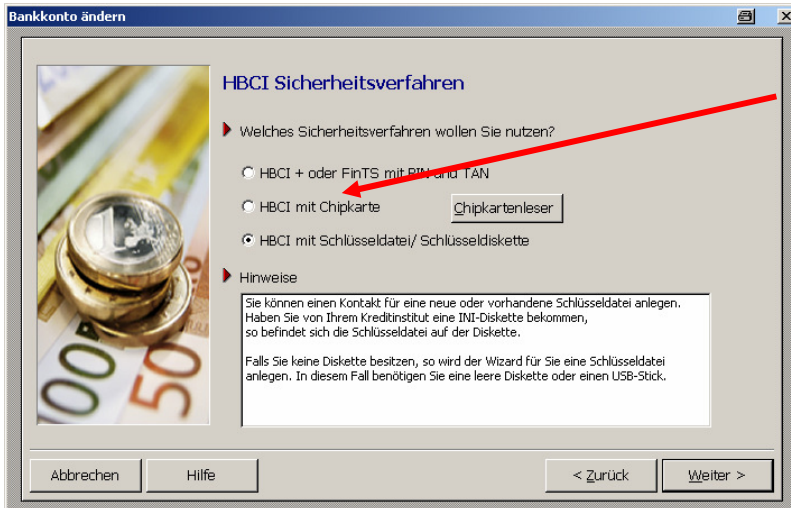 Bankkonto ändern
HBCI Sicherheitsverfahren
Welches Sicherheitsverfahren wollen Sie nutzen?
HBCI + oder FinTS mit PIN und TAN
HBCI mit Chipkarte
Chipkartenleser
HBCI mit Schlüsseldatei/ Schlüsseldiskette
Hinweise
Sie können einen Kontakt für eine neue oder vorhandene Schlüsseldatei anlegen.
Haben Sie von Ihrem Kreditinstitut eine INI-Diskette bekommen,
so befindet sich die Schlüsseldatei auf der Diskette.
Falls Sie keine Diskette besitzen, so wird der Wizard für Sie eine Schlüsseldatei
anlegen. In diesem Fall benötigen Sie eine leere Diskette oder einen USB-Stick.
Abbrechen
Hilfe
< Zurück
Weiter >
1
50
00